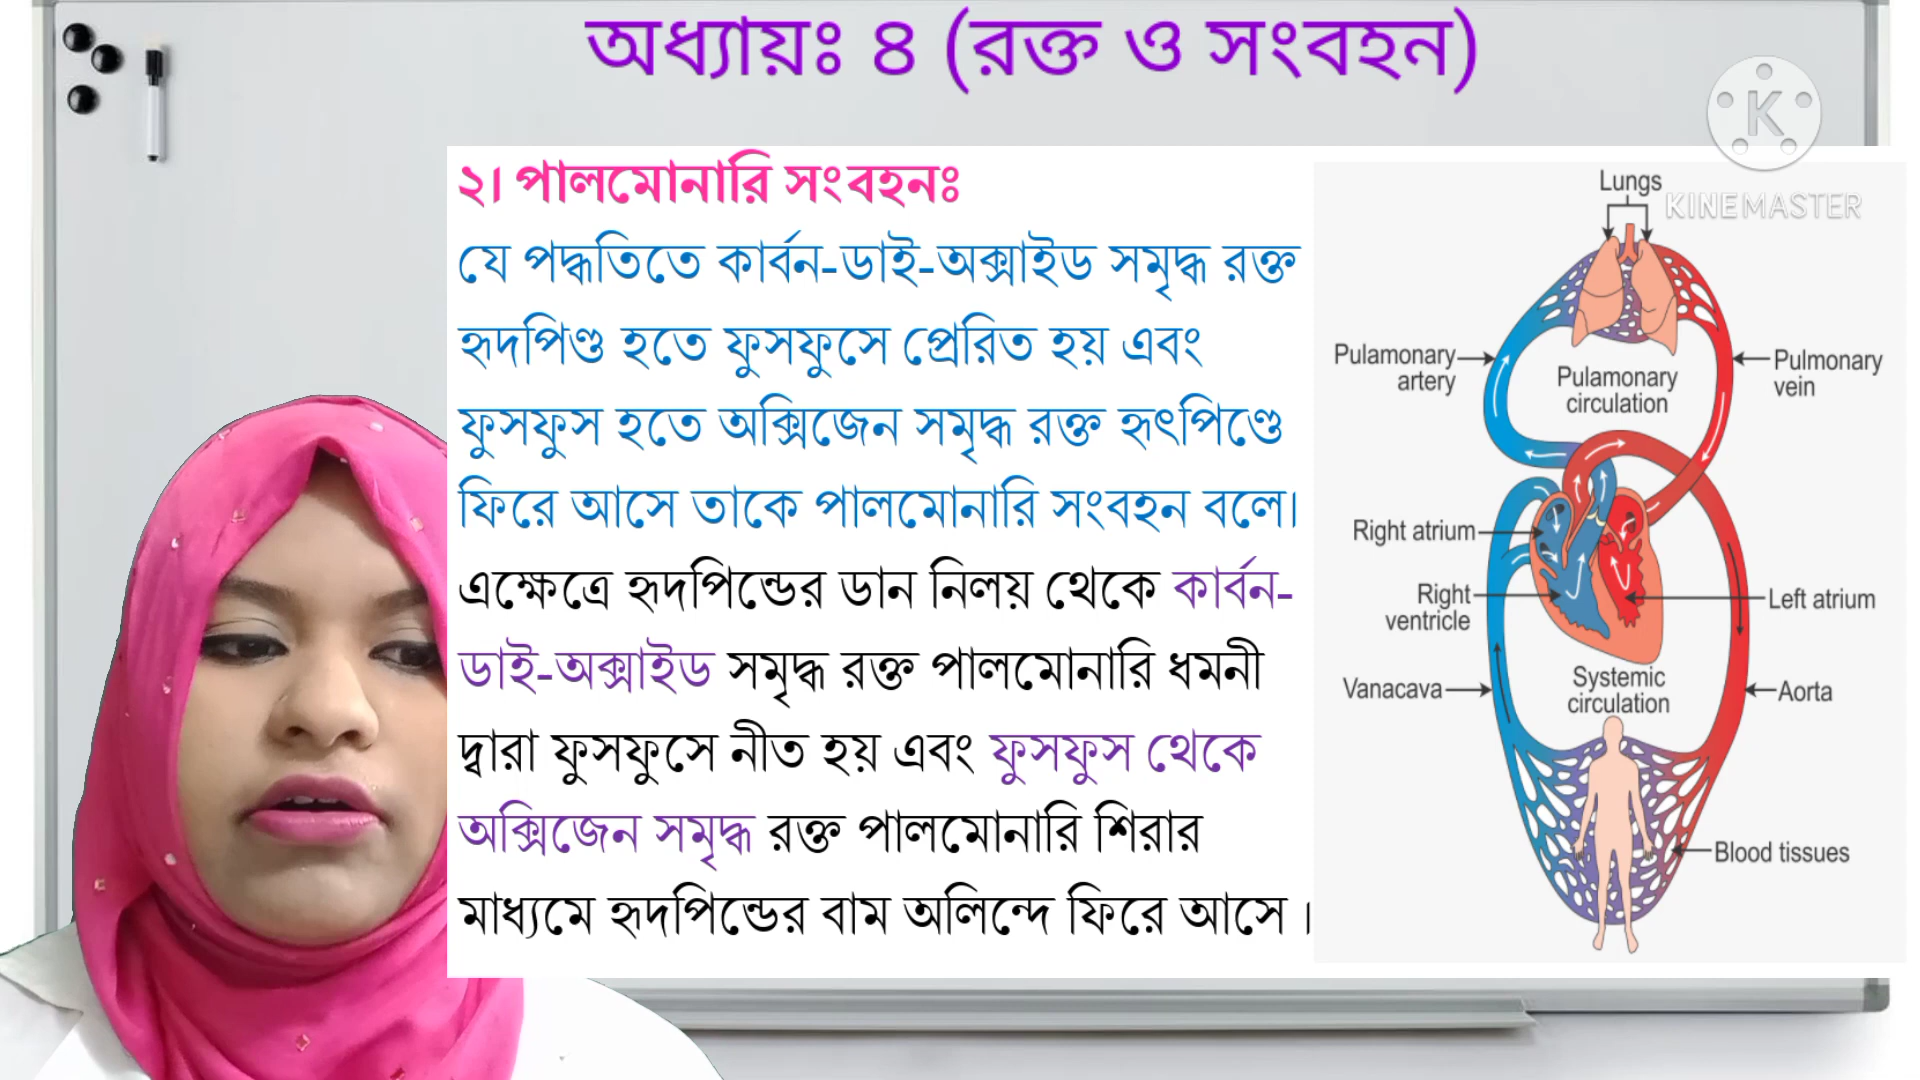 অধ্যায়ঃ ৪ (রক্ত ও সংবহন)
২। পালমোনারি সংবহনঃ
যে পদ্ধতিতে কার্বন-ডাই-অক্সাইড সমৃদ্ধ রক্ত
হৃদপিণ্ড হতে ফুসফুসে প্রেরিত হয় এবং
ফুসফুস হতে অক্সিজেন সমৃদ্ধ রক্ত হৃৎপিণ্ডে
ফিরে আসে তাকে পালমোনারি সংবহন বলে।
এক্ষেত্রে হৃদপিন্ডের ডান নিলয় থেকে কার্বন-
ডাই-অক্সাইড সমৃদ্ধ রক্ত পালমোনারি ধমনী
দ্বারা ফুসফুসে নীত হয় এবং ফুসফুস থেকে
অক্সিজেন সমৃদ্ধ রক্ত পালমোনারি শিরার
মাধ্যমে হৃদপিন্ডের বাম অলিন্দে ফিরে আসে ।
K
KINEMASTER
Lungs
Pulamonary
artery
Pulamonary
circulation
Pulmonary
vein
Right atrium
Right
ventricle
Left atrium
Systemic
circulation
Vanacava
Aorta
Blood tissues